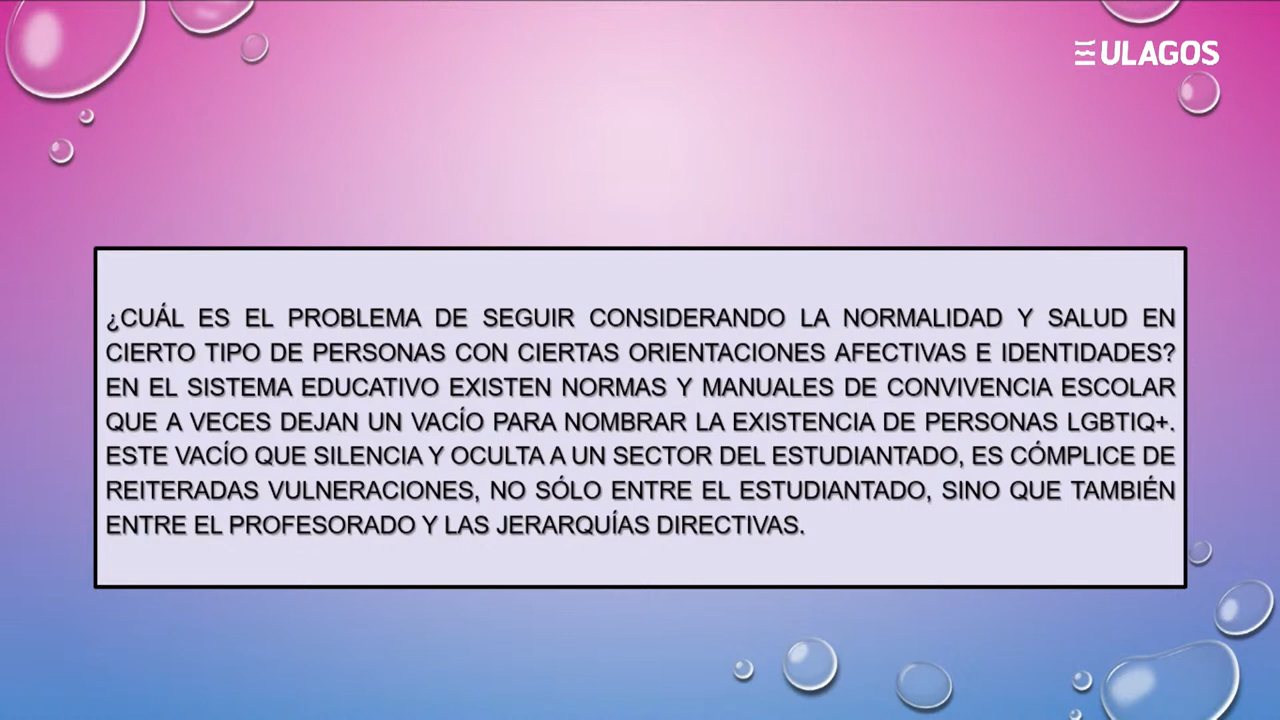 ULAGOS
¿CUÁL ES EL PROBLEMA DE SEGUIR CONSIDERANDO LA NORMALIDAD Y SALUD EN
CIERTO TIPO DE PERSONAS CON CIERTAS ORIENTACIONES AFECTIVAS E IDENTIDADES?
EN EL SISTEMA EDUCATIVO EXISTEN NORMAS Y MANUALES DE CONVIVENCIA ESCOLAR
QUE A VECES DEJAN UN VACÍO PARA NOMBRAR LA EXISTENCIA DE PERSONAS LGBTIQ+.
ESTE VACÍO QUE SILENCIA Y OCULTA A UN SECTOR DEL ESTUDIANTADO, ES CÓMPLICE DE
REITERADAS VULNERACIONES, NO SÓLO ENTRE EL ESTUDIANTADO, SINO QUE TAMBIÉN
ENTRE EL PROFESORADO Y LAS JERARQUÍAS DIRECTIVAS.